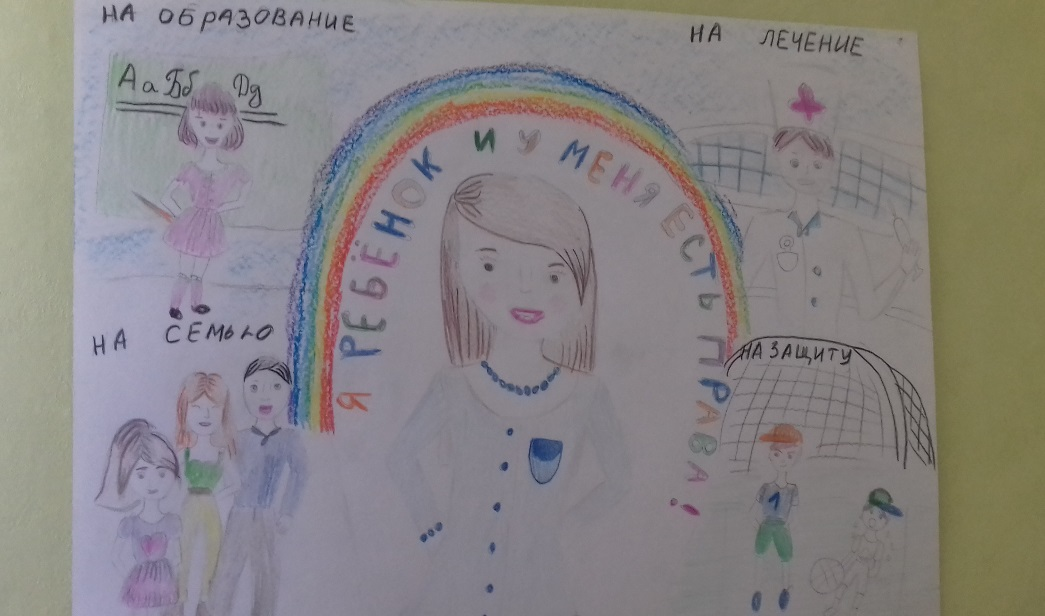 НА ОБРАЗОВАНИЕ
НА ЛЕЧЕНИЕ
Аа Бб Дд
Я РЕБЁНОК И У МЕНЯ ЕСТЬ ПРАВА!
НА СЕМЬЮ
НА ЗАЩИТУ
1